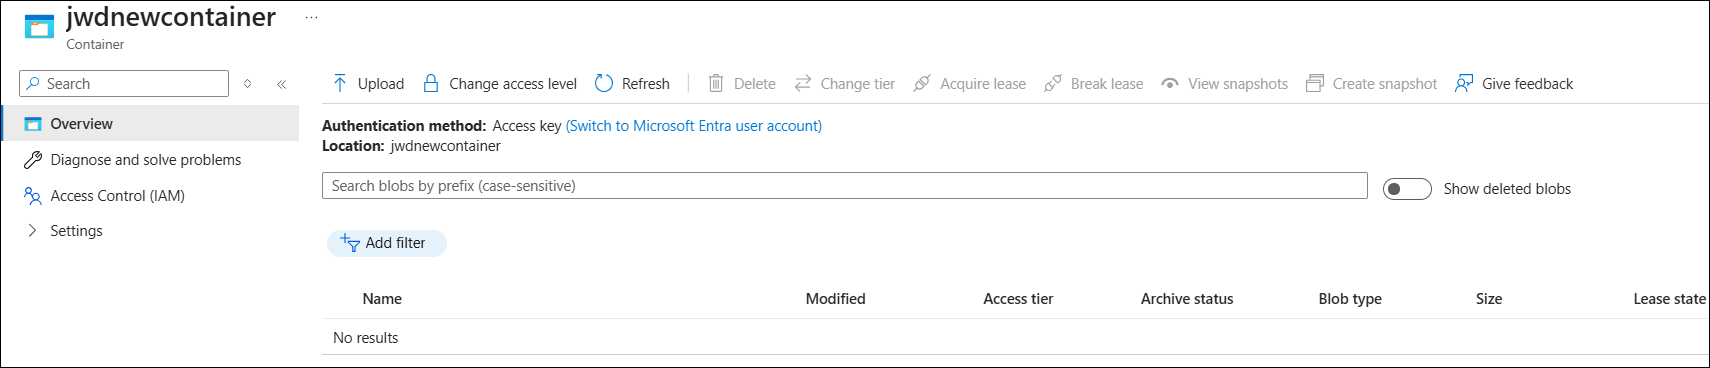 jwdnewcontainer ...
Container
Search
Overview
Diagnose and solve problems
Access Control (IAM)
Settings
Upload Change access level Refresh Delete Change tier Acquire lease Break lease View snapshots Create snapshot Give feedback
Authentication method: Access key (Switch to Microsoft Entra user account)
Location: jwdnewcontainer
Search blobs by prefix (case-sensitive)
Show deleted blobs
Add filter
Name Modified Access tier Archive status Blob type Size Lease state
No results